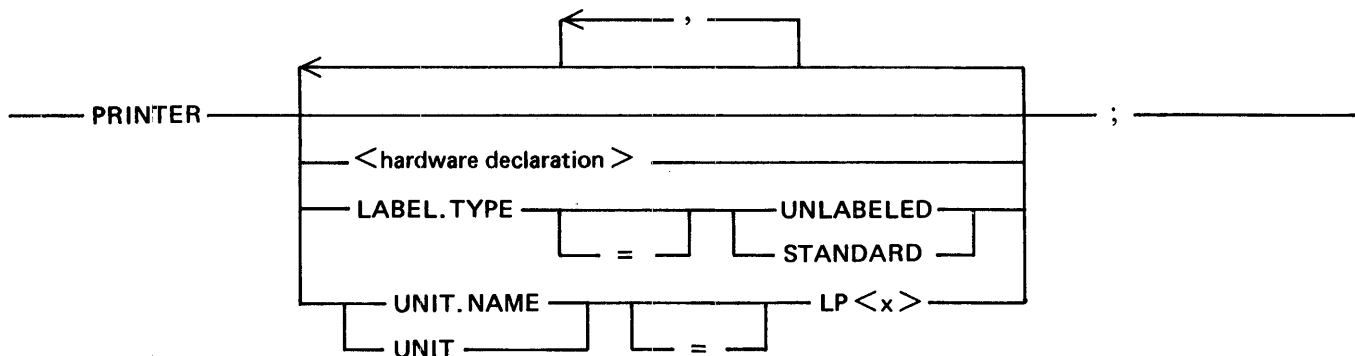 ,
PRINTER ;
<hardware declaration>
LABEL.TYPE UNLABELED
= STANDARD
UNIT.NAME LP<x>
UNIT =